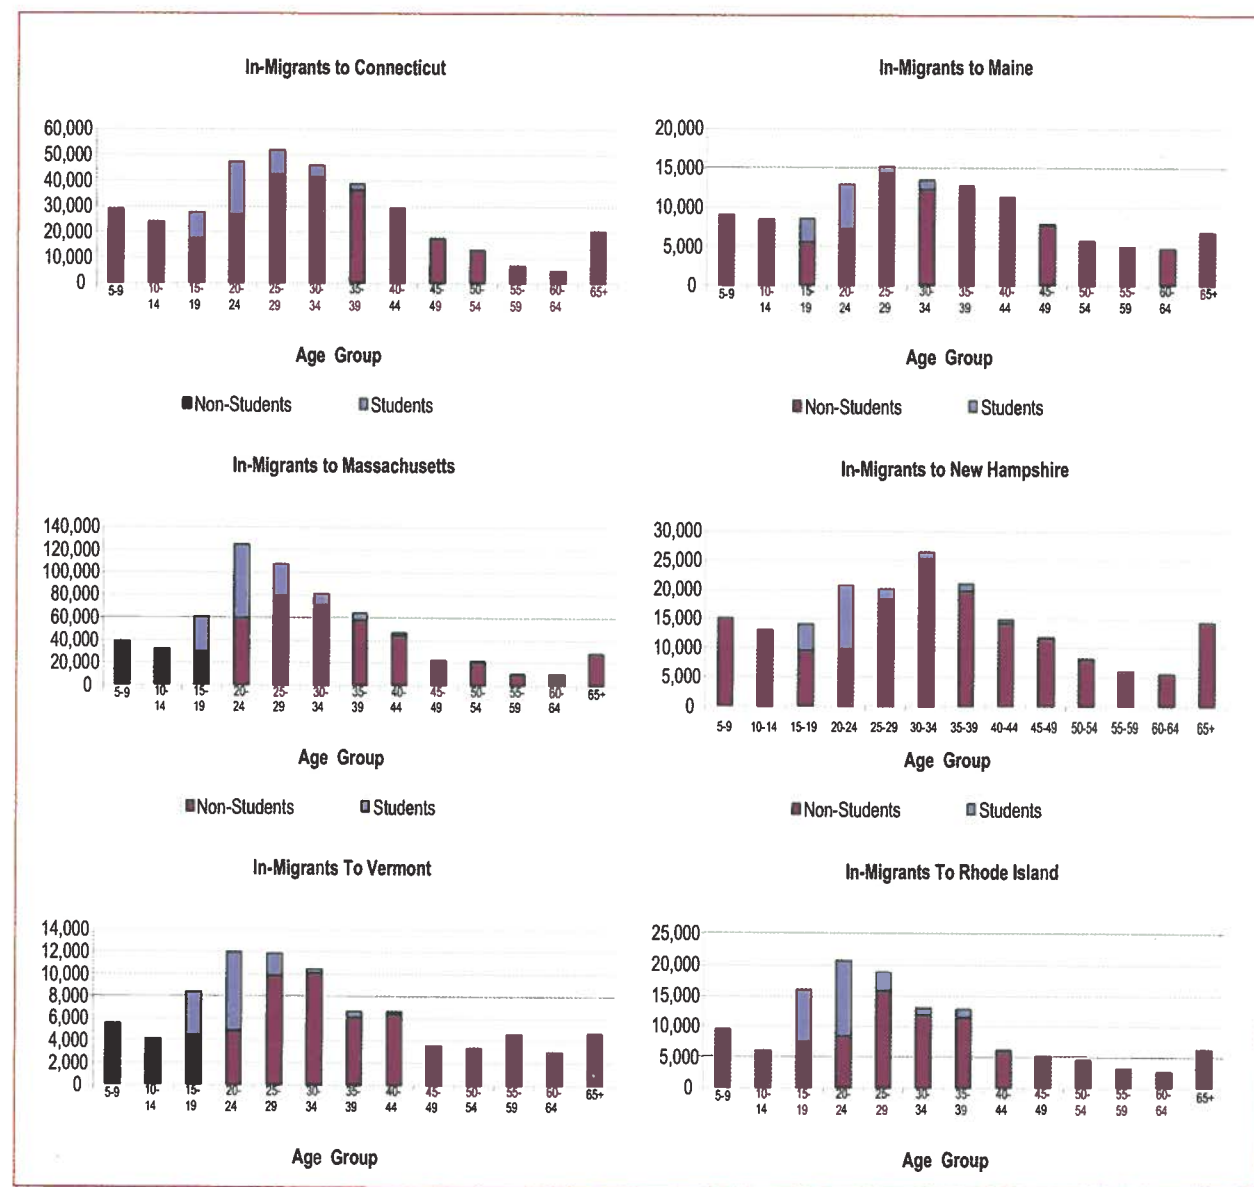 In-Migrants to Connecticut
60,000
50,000
40,000
30,000
20,000
10,000
0
5-9 10-14 15-19 20-24 25-29 30-34 35-39 40-44 45-49 50-54 55-59 60-64 65+
Age Group
Non-Students Students
In-Migrants to Maine
20,000
15,000
10,000
5,000
0
5-9 10-14 15-19 20-24 25-29 30-34 35-39 40-44 45-49 50-54 55-59 60-64 65+
Age Group
Non-Students Students
In-Migrants to Massachusetts
140,000
120,000
100,000
80,000
60,000
40,000
20,000
0
5-9 10-14 15-19 20-24 25-29 30-34 35-39 40-44 45-49 50-54 55-59 60-64 65+
Age Group
Non-Students Students
In-Migrants to New Hampshire
30,000
25,000
20,000
15,000
10,000
5,000
0
5-9 10-14 15-19 20-24 25-29 30-34 35-39 40-44 45-49 50-54 55-59 60-64 65+
Age Group
Non-Students Students
In-Migrants To Vermont
14,000
12,000
10,000
8,000
6,000
4,000
2,000
0
5-9 10-14 15-19 20-24 25-29 30-34 35-39 40-44 45-49 50-54 55-59 60-64 65+
Age Group
In-Migrants To Rhode Island
25,000
20,000
15,000
10,000
5,000
0
5-9 10-14 15-19 20-24 25-29 30-34 35-39 40-44 45-49 50-54 55-59 60-64 65+
Age Group